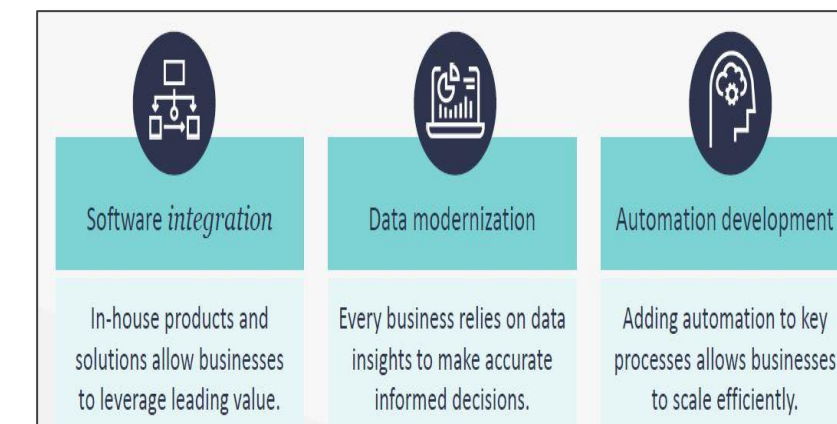 Software integration
In-house products and
solutions allow businesses
to leverage leading value.
Data modernization
Every business relies on data
insights to make accurate
informed decisions.
Automation development
Adding automation to key
processes allows businesses
to scale efficiently.